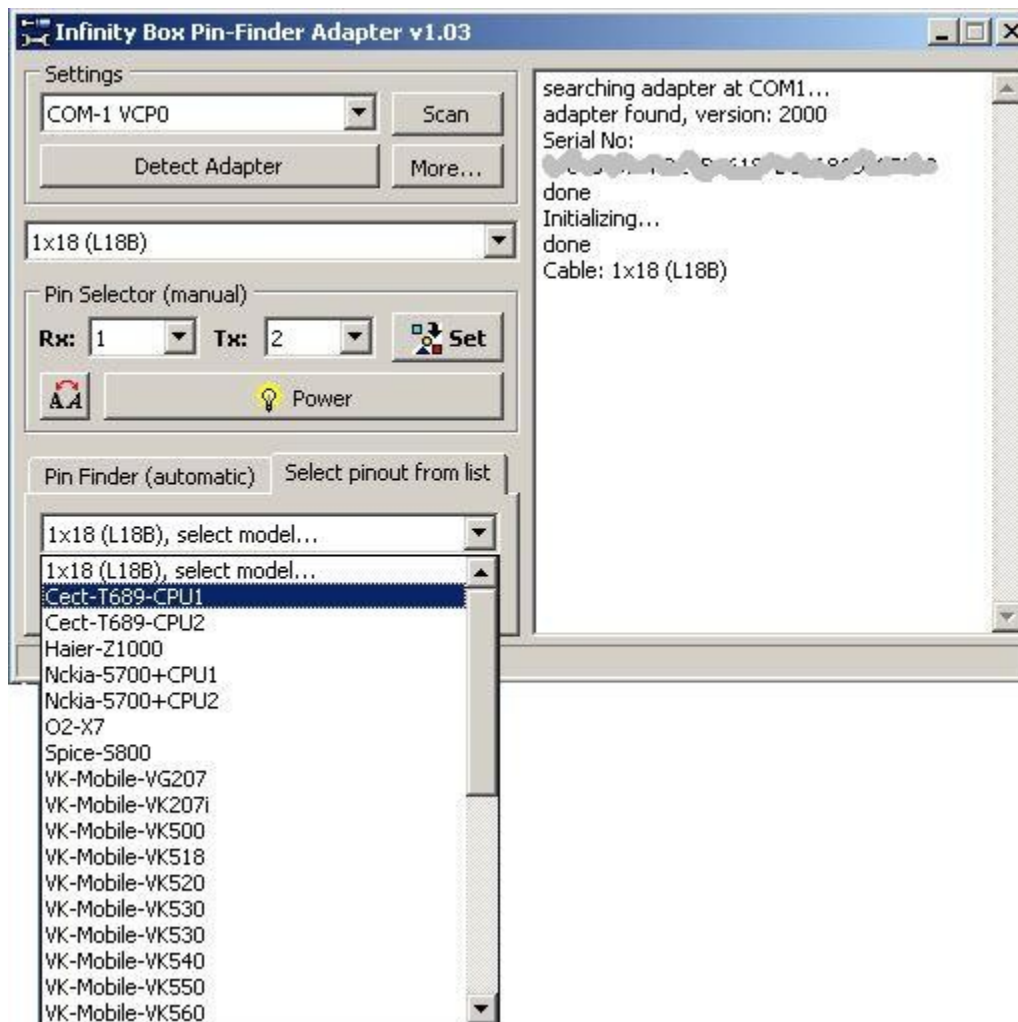 Infinity Box Pin-Finder Adapter v1.03
Settings
COM-1 VCP0
Scan
Detect Adapter
More...
1x18 (L18B)
Pin Selector (manual)
Rx: 1 Tx: 2 Set
AA
Power
Pin Finder (automatic)
Select pinout from list
1x18 (L18B), select model...
1x18 (L18B), select model...
Cect-T689-CPU1
Cect-T689-CPU2
Haier-Z1000
Nckia-5700+CPU1
Nckia-5700+CPU2
O2-X7
Spice-S800
VK-Mobile-VG207
VK-Mobile-VK207i
VK-Mobile-VK500
VK-Mobile-VK518
VK-Mobile-VK520
VK-Mobile-VK530
VK-Mobile-VK530
VK-Mobile-VK540
VK-Mobile-VK550
VK-Mobile-VK560
searching adapter at COM1...
adapter found, version: 2000
Serial No:
done
Initializing...
done
Cable: 1x18 (L18B)